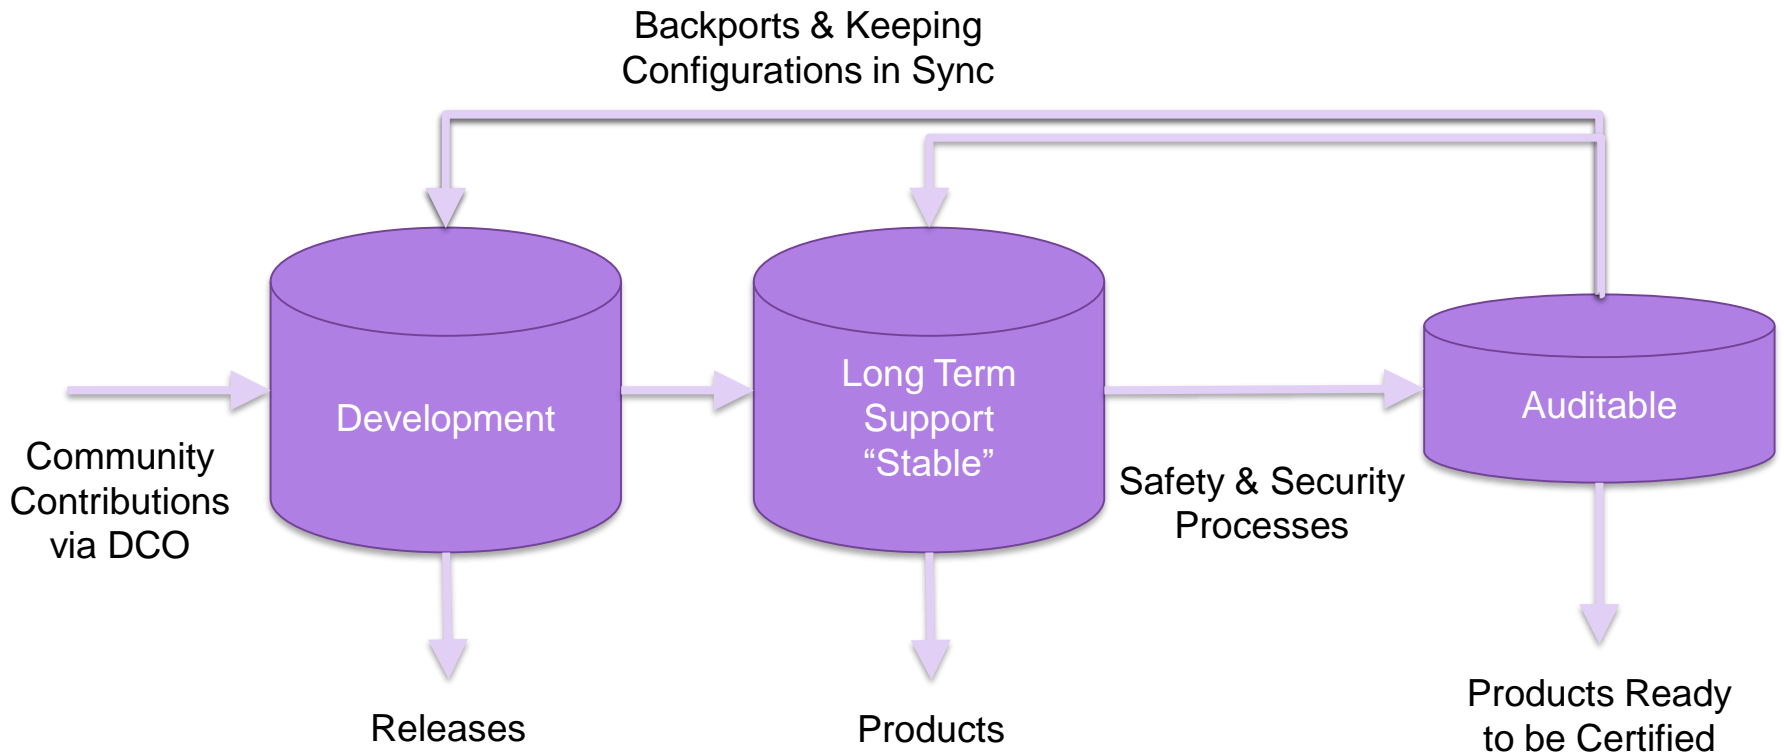 Backports & Keeping
Configurations in Sync
Development
Long Term
Support
“Stable”
Auditable
Community
Contributions
via DCO
Safety & Security
Processes
Releases
Products
Products Ready
to be Certified